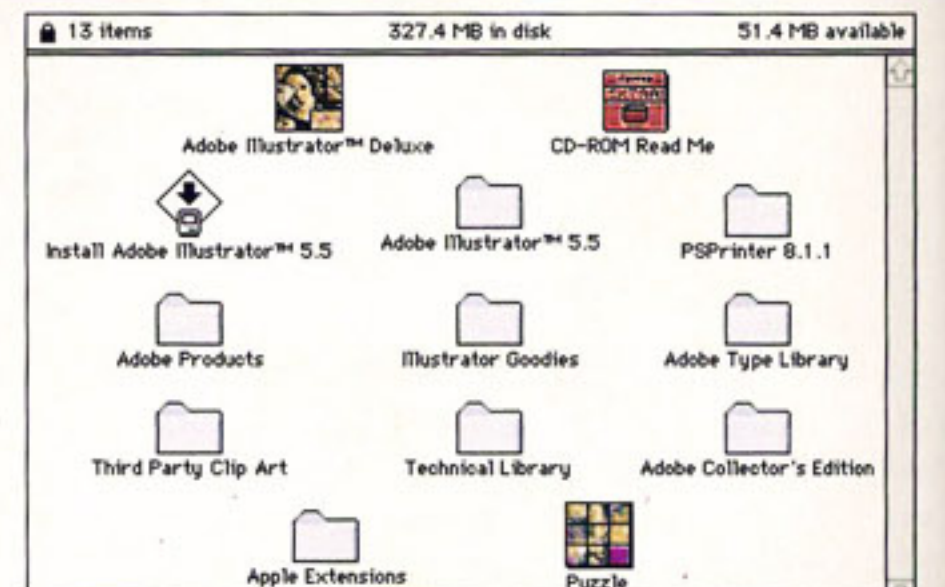 13 items 327.4 MB in disk 51.4 MB available
Adobe Illustrator™ Deluxe CD-ROM Read Me
Install Adobe Illustrator™ 5.5 Adobe Illustrator™ 5.5 PSPrinter 8.1.1
Adobe Products Illustrator Goodies Adobe Type Library
Third Party Clip Art Technical Library Adobe Collector's Edition
Apple Extensions Puzzle